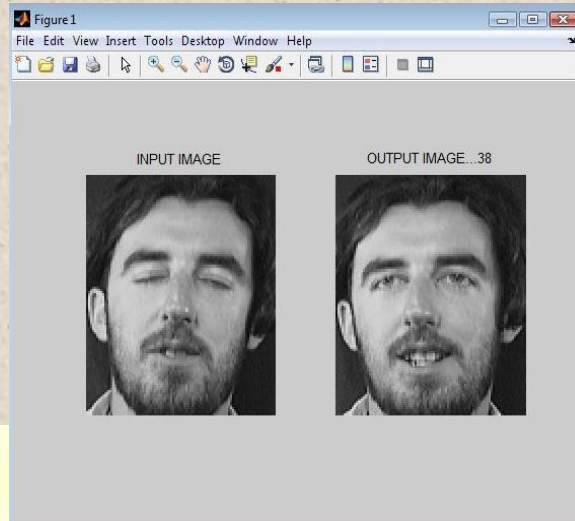 Figure 1
File Edit View Insert Tools Desktop Window Help
INPUT IMAGE
OUTPUT IMAGE...38